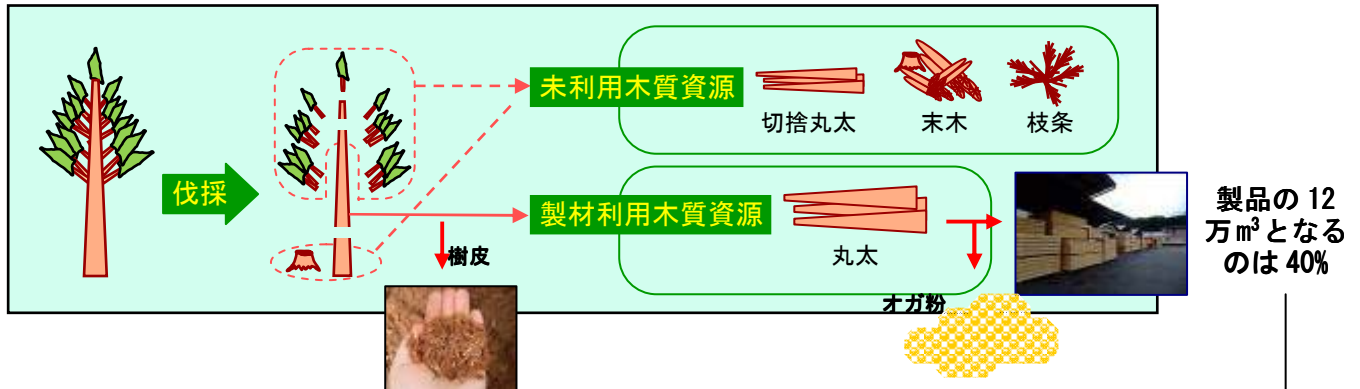 未利用木質資源
切捨丸太
末木
枝条
伐採
製材利用木質資源
丸太
樹皮
オガ粉
製品の 12
万㎥となる
のは 40%